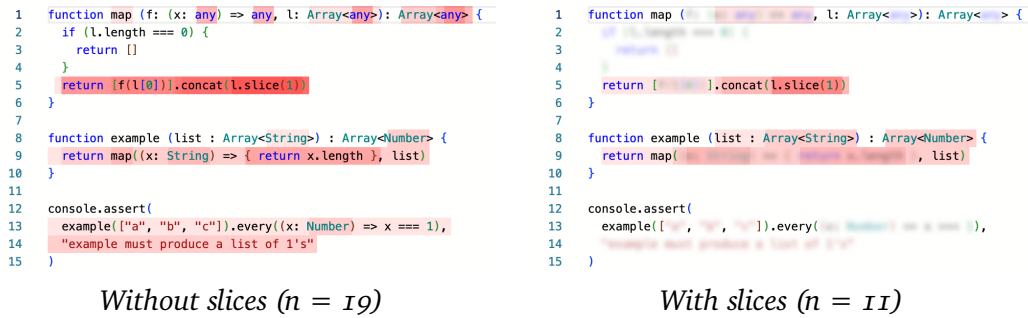 1 function map (f: (x: any) => any, l: Array<any>): Array<any> {
2 if (l.length === 0) {
3 return []
4 }
5 return [f(l[0])].concat(l.slice(1))
6 }
7
8 function example (list : Array<String>) : Array<Number> {
9 return map((x: String) => { return x.length }, list)
10 }
11
12 console.assert(
13 example(["a", "b", "c"]).every((x: Number) => x === 1),
14 "example must produce a list of 1's"
15 )
Without slices (n = 19)
1 function map ( , l: Array< >): Array< > {
2
3
4
5 return [ ].concat(l.slice(1))
6 }
7
8 function example (list : Array<String>) : Array<Number> {
9 return map( , list)
10 }
11
12 console.assert(
13 example([ ]).every( ),
14
15 )
With slices (n = 11)